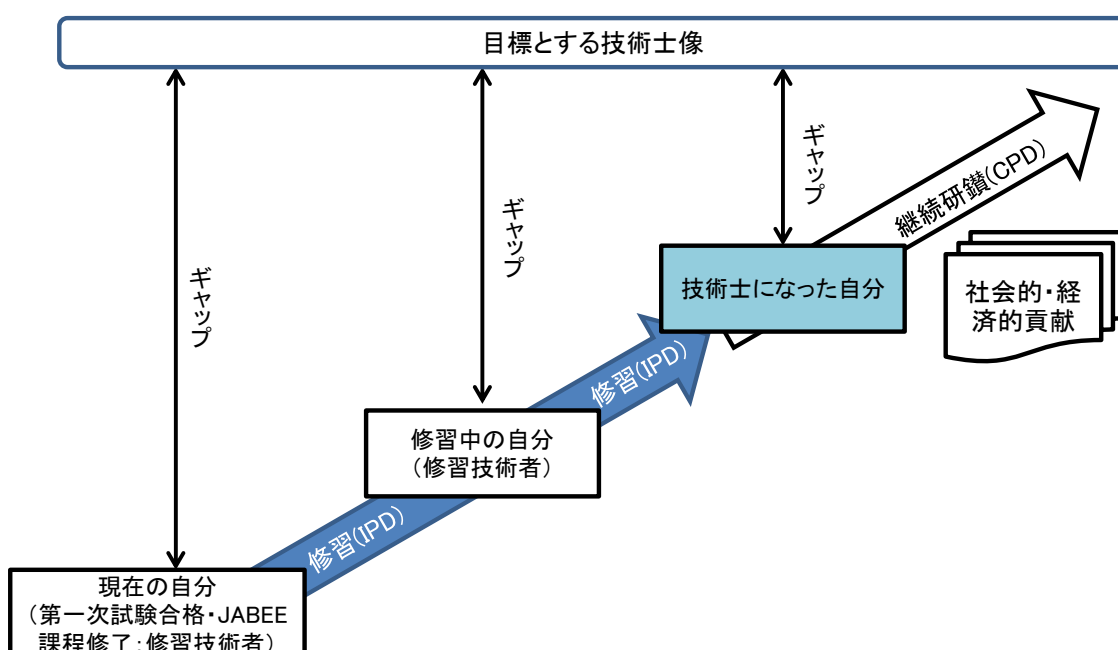 目標とする技術士像
ギャップ
ギャップ
ギャップ
継続研鑚(CPD)
技術士になった自分
社会的・経
済的貢献
修習(IPD)
修習中の自分
（修習技術者）
修習(IPD)
現在の自分
（第一次試験合格・JABEE
課程修了：修習技術者）